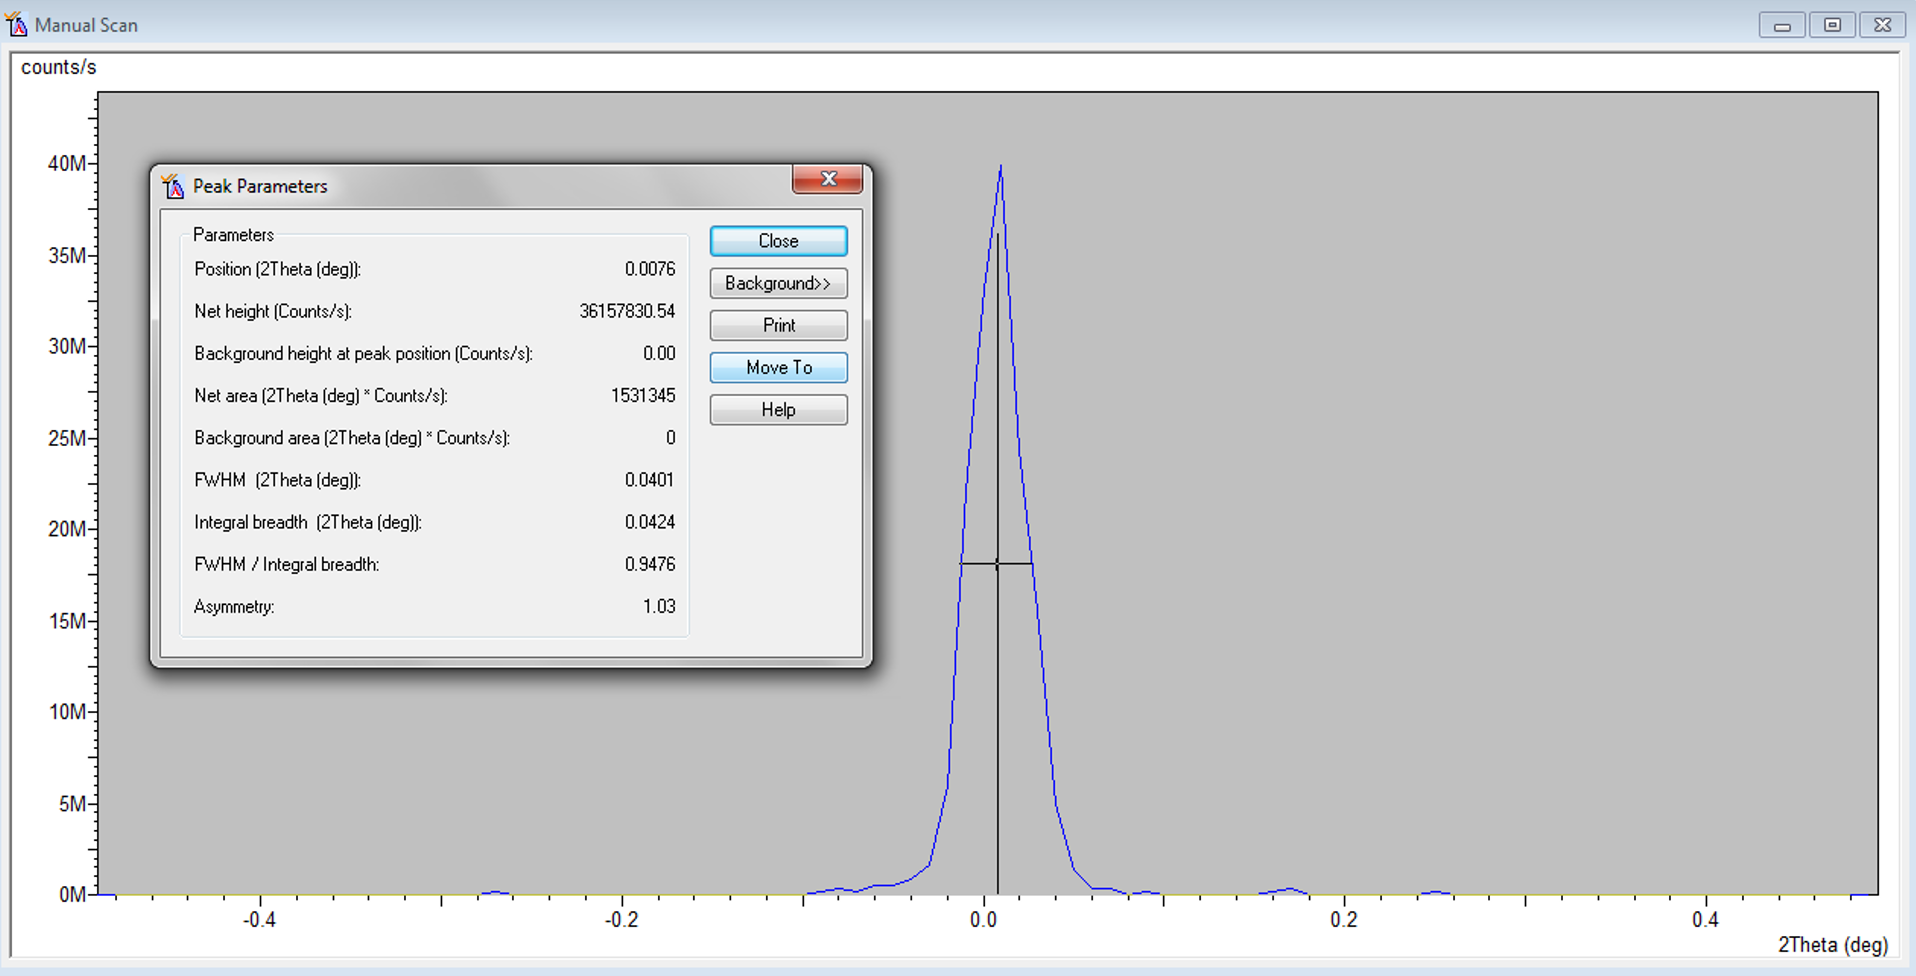 Manual Scan
counts/s
40M
35M
30M
25M
20M
15M
10M
5M
0M
Peak Parameters
Parameters
Position (2Theta (deg)): 0.0076
Net height (Counts/s): 36157830.54
Background height at peak position (Counts/s): 0.00
Net area (2Theta (deg) * Counts/s): 1531345
Background area (2Theta (deg) * Counts/s): 0
FWHM (2Theta (deg)): 0.0401
Integral breadth (2Theta (deg)): 0.0424
FWHM / Integral breadth: 0.9476
Asymmetry: 1.03
Close
Background>>
Print
Move To
Help
-0.4 -0.2 0.0 0.2 0.4
2Theta (deg)